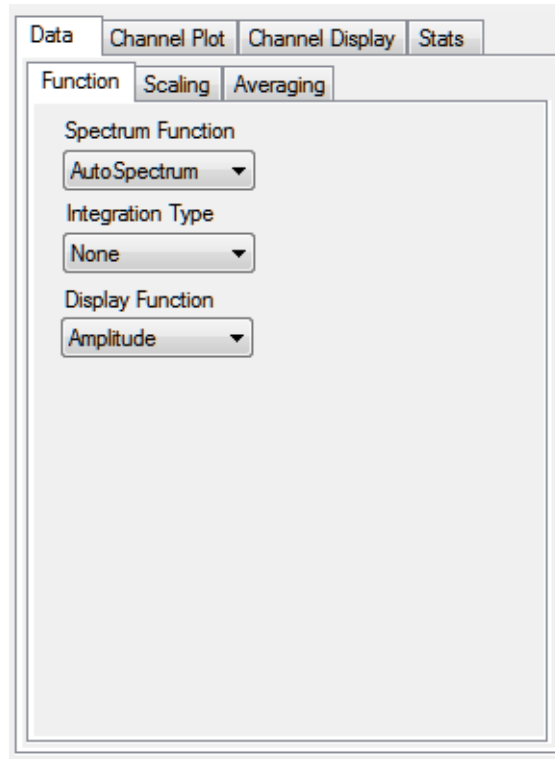 Data Channel Plot Channel Display Stats
Function Scaling Averaging
Spectrum Function
AutoSpectrum
Integration Type
None
Display Function
Amplitude